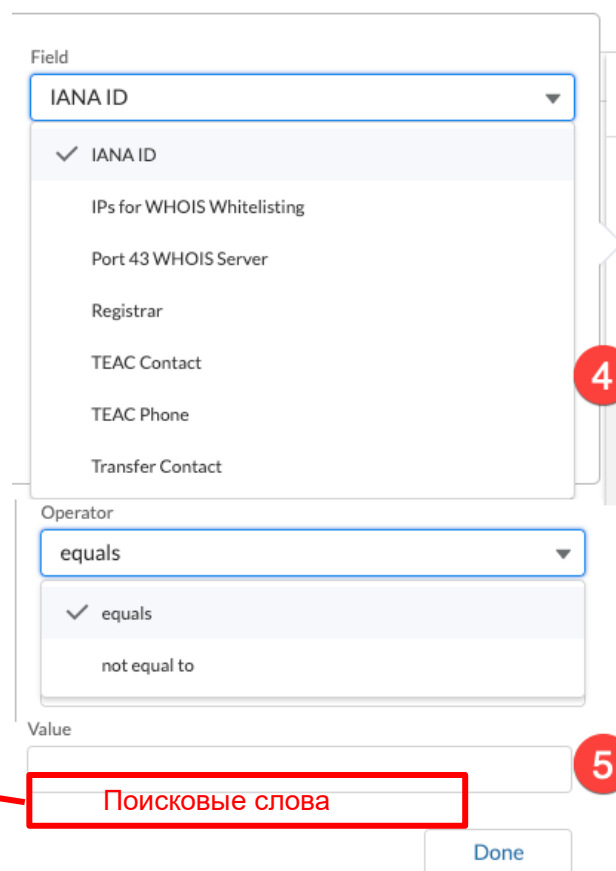 Field
IANA ID
IANA ID
IPs for WHOIS Whitelisting
Port 43 WHOIS Server
Registrar
TEAC Contact
4
TEAC Phone
Transfer Contact
Operator
equals
equals
not equal to
Value
5
Поисковые слова
Done